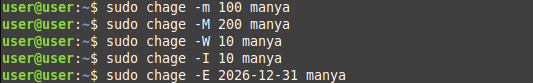 user@user:~$ sudo chage -m 100 manya
user@user:~$ sudo chage -M 200 manya
user@user:~$ sudo chage -W 10 manya
user@user:~$ sudo chage -I 10 manya
user@user:~$ sudo chage -E 2026-12-31 manya